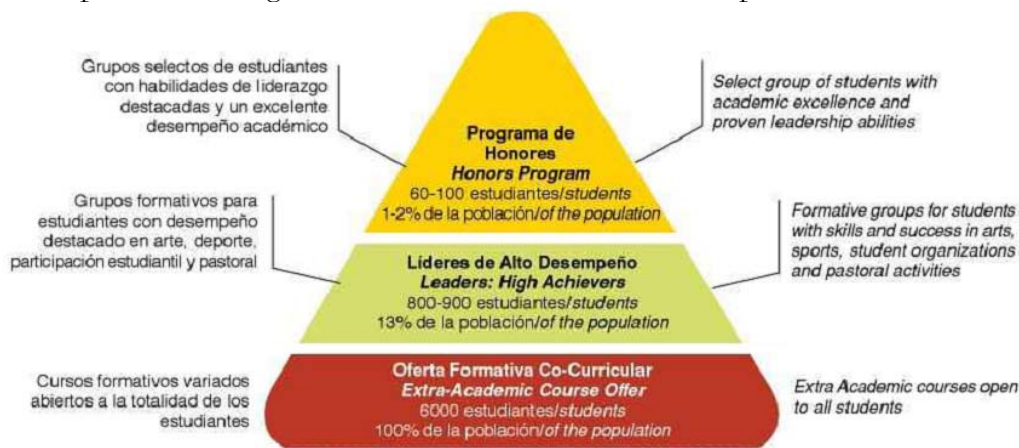 Grupos selectos de estudiantes
con habilidades de liderazgo
destacadas y un excelente
desempeño académico
Select group of students with
academic excellence and
proven leadership abilities
Programa de
Honores
Honors Program
60-100 estudiantes/students
1-2% de la población/of the population
Grupos formativos para
estudiantes con desempeño
destacado en arte, deporte,
participación estudiantil y pastoral
Formative groups for students
with skills and success in arts,
sports, student organizations
and pastoral activities
Líderes de Alto Desempeño
Leaders: High Achievers
800-900 estudiantes/students
13% de la población/of the population
Cursos formativos variados
abiertos a la totalidad de los
estudiantes
Oferta Formativa Co-Curricular
Extra-Academic Course Offer
6000 estudiantes/students
100% de la población/of the population
Extra Academic courses open
to all students